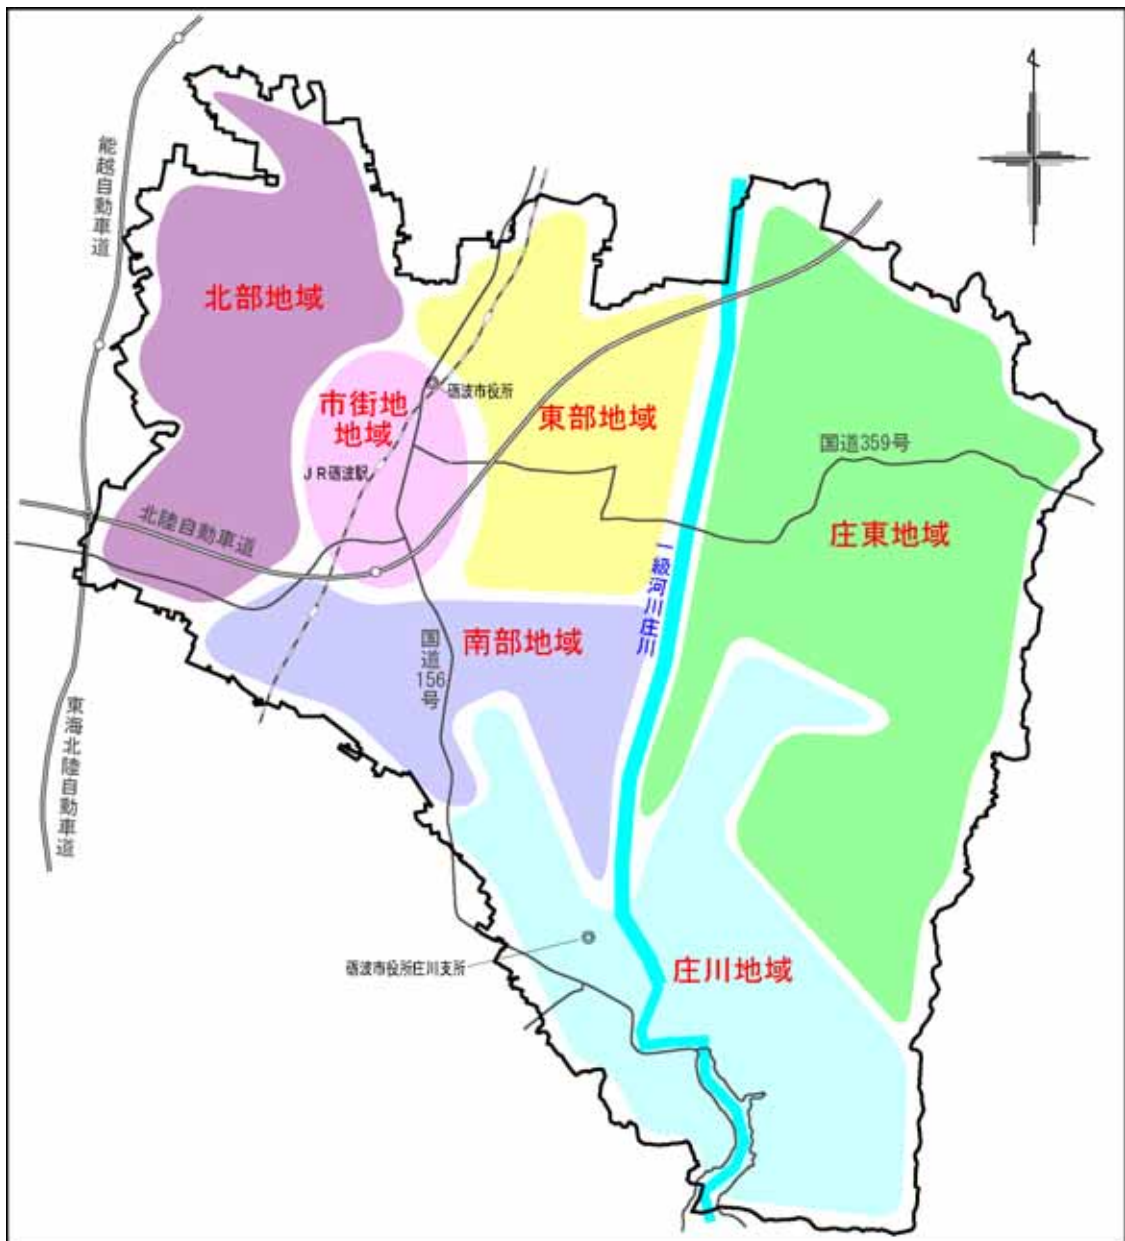 能越自動車道
北部地域
市街地
地域
砺波市役所
東部地域
JR砺波駅
国道359号
北陸自動車道
庄東地域
一級河川庄川
南部地域
国道
156
号
東海北陸自動車道
砺波市役所庄川支所
庄川地域